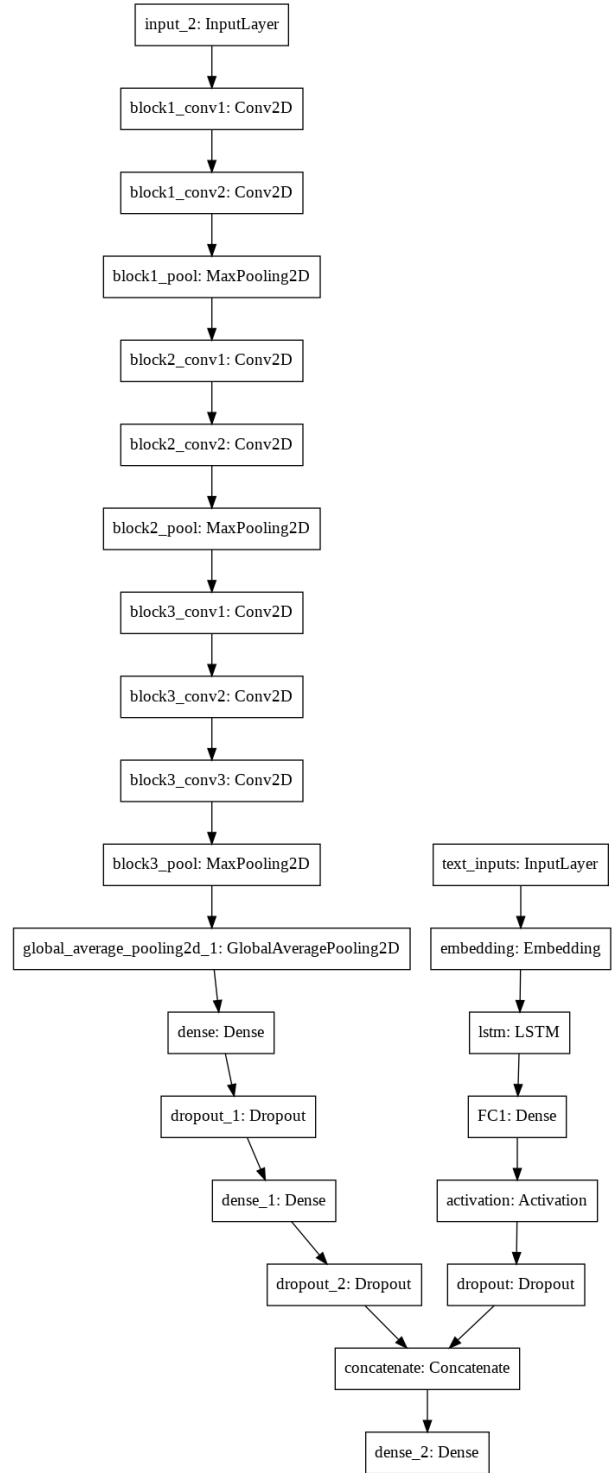 input_2: InputLayer
block1_conv1: Conv2D
block1_conv2: Conv2D
block1_pool: MaxPooling2D
block2_conv1: Conv2D
block2_conv2: Conv2D
block2_pool: MaxPooling2D
block3_conv1: Conv2D
block3_conv2: Conv2D
block3_conv3: Conv2D
block3_pool: MaxPooling2D
text_inputs: InputLayer
global_average_pooling2d_1: GlobalAveragePooling2D
embedding: Embedding
dense: Dense
lstm: LSTM
dropout_1: Dropout
FC1: Dense
dense_1: Dense
activation: Activation
dropout_2: Dropout
dropout: Dropout
concatenate: Concatenate
dense_2: Dense